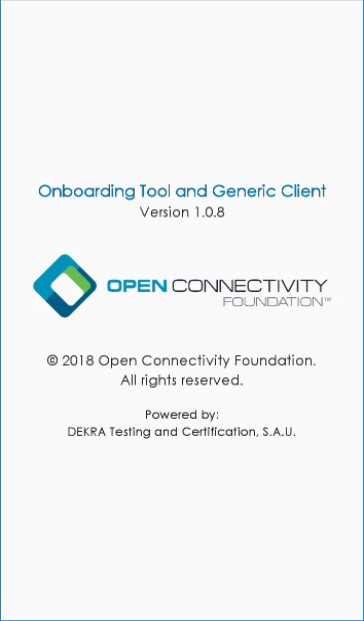 Onboarding Tool and Generic Client
Version 1.0.8
OPEN CONNECTIVITY
FOUNDATION™
© 2018 Open Connectivity Foundation.
All rights reserved.
Powered by:
DEKRA Testing and Certification, S.A.U.